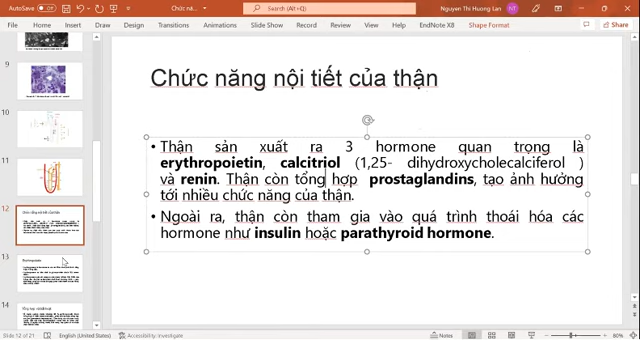 AutoSave Off
Chức nă...
Search (Alt+Q)
Nguyen Thi Huong Lan
NT
File Home Insert Draw Design Transitions Animations Slide Show Record Review View Help EndNote X8 Shape Format
Share
9
10
11
12
13
14
Erythropoietin
Chức năng nội tiết của thận
• Thận sản xuất ra 3 hormone quan trọng là
erythropoietin, calcitriol (1,25- dihydroxycholecalciferol )
và renin. Thận còn tổng hợp prostaglandins, tạo ảnh hưởng
tới nhiều chức năng của thận.
• Ngoài ra, thận còn tham gia vào quá trình thoái hóa các
hormone như insulin hoặc parathyroid hormone.
Slide 12 of 21
English (United States)
Accessibility: Investigate
Notes
80%